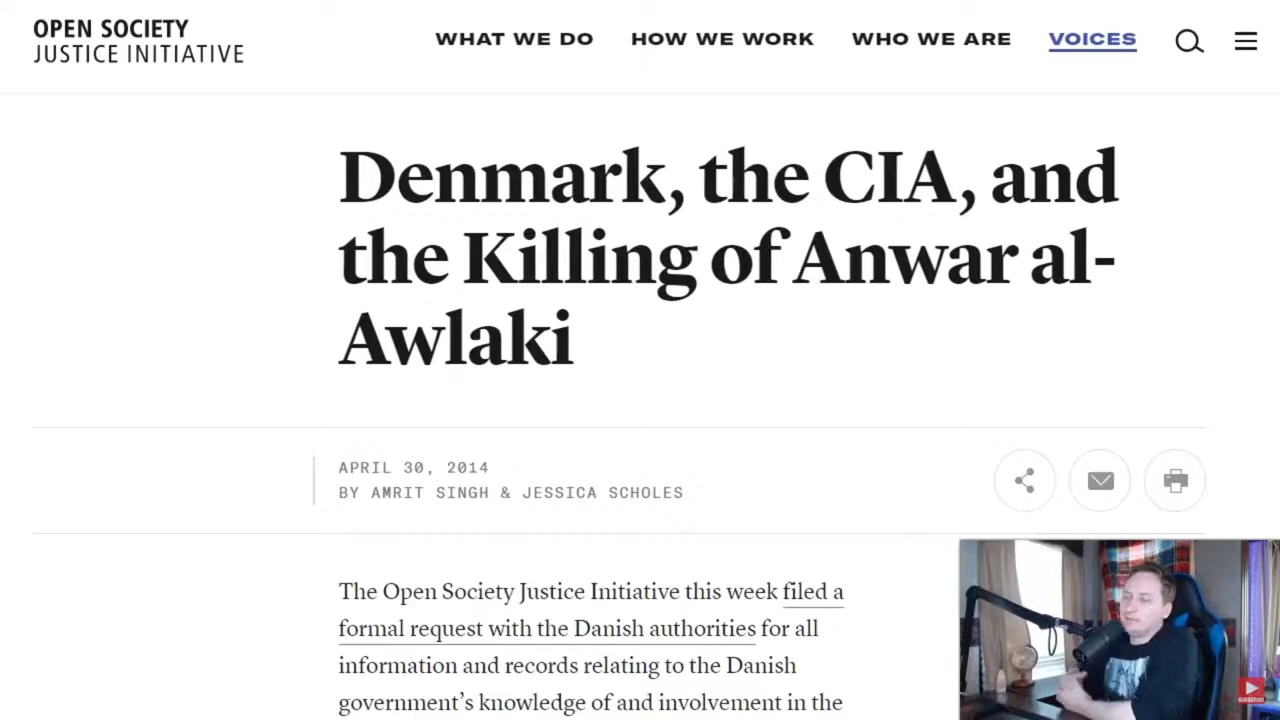 OPEN SOCIETY
JUSTICE INITIATIVE
WHAT WE DO HOW WE WORK WHO WE ARE VOICES
Denmark, the CIA, and
the Killing of Anwar al-
Awlaki
APRIL 30, 2014
BY AMRIT SINGH & JESSICA SCHOLES
The Open Society Justice Initiative this week filed a
formal request with the Danish authorities for all
information and records relating to the Danish
government's knowledge of and involvement in the
SUBSCRIBE